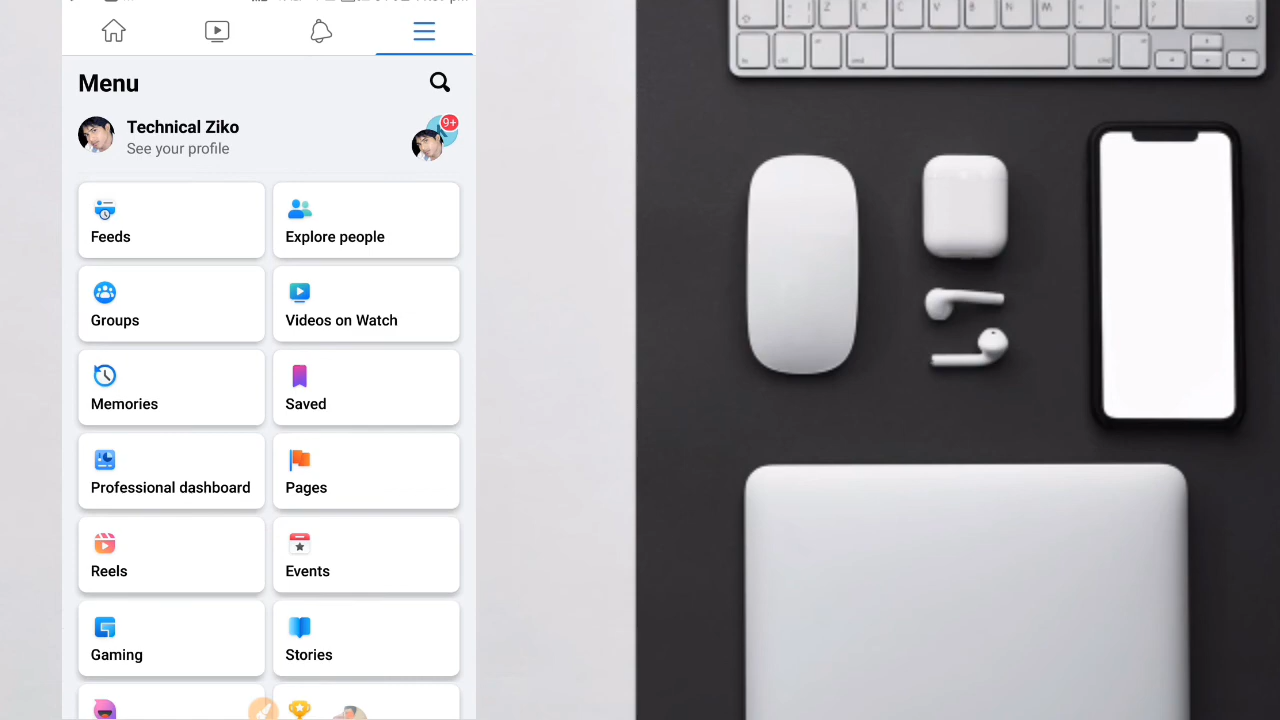 Menu
Technical Ziko
See your profile
9+
Feeds
Explore people
Groups
Videos on Watch
Memories
Saved
Professional dashboard
Pages
Reels
Events
Gaming
Stories